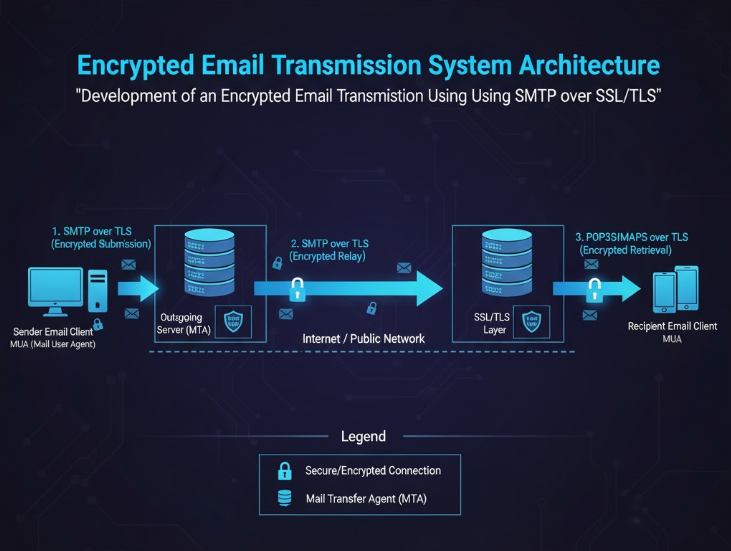 Encrypted Email Transmission System Architecture
"Development of an Encrypted Email Transmistion Using Using SMTP over SSL/TLS"
1. SMTP over TLS
(Encrypted Submission)
2. SMTP over TLS
(Encrypted Relay)
3. POP3SIMAPS over TLS
(Encrypted Retrieval)
Sender Email Client
MUA (Mail User Agent)
Outgoing
Server (MTA)
Internet / Public Network
SSL/TLS
Layer
Recipient Email Client
MUA
Legend
Secure/Encrypted Connection
Mail Transfer Agent (MTA)